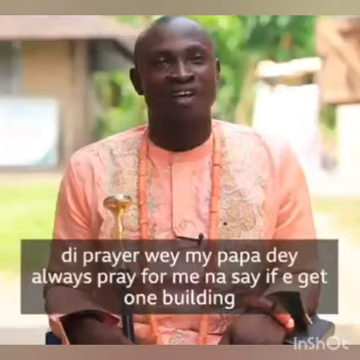 di prayer wey my papa dey
always pray for me na say if e get
one building
InShOT